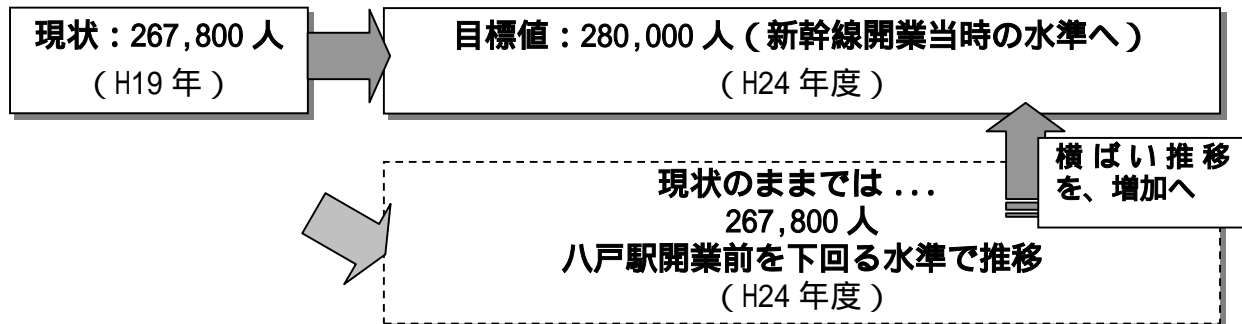 現状：267,800 人
（H19 年）
目標値：280,000 人（新幹線開業当時の水準へ）
（H24 年度）
横ばい推移
を、増加へ
現状のままでは...
267,800 人
八戸駅開業前を下回る水準で推移
（H24 年度）